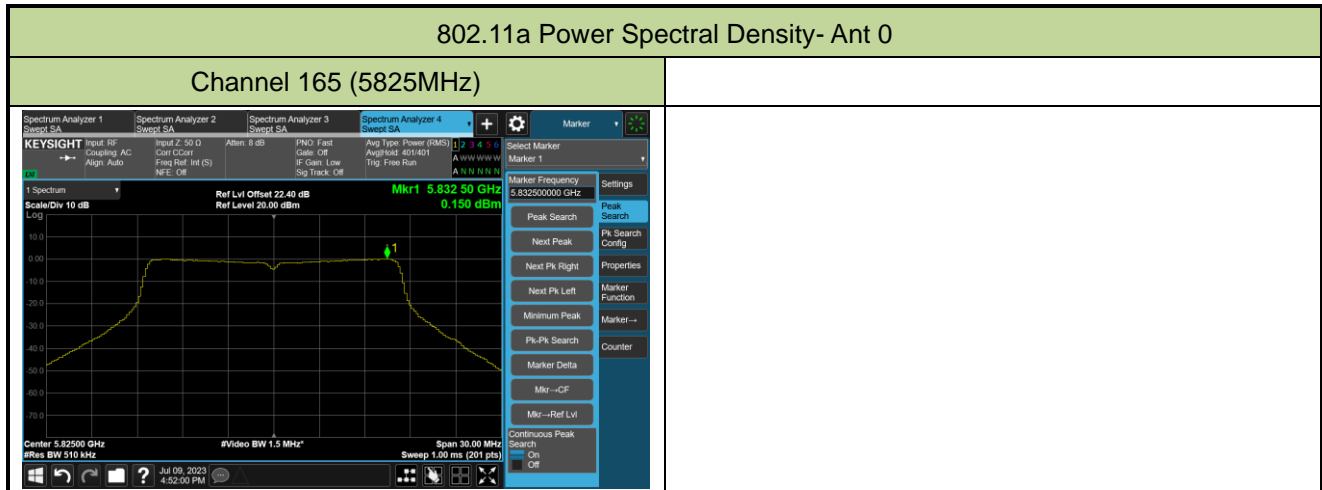 802.11a Power Spectral Density- Ant 0
Channel 165 (5825MHz)
Spectrum Analyzer 1
Swept SA
Spectrum Analyzer 2
Swept SA
Spectrum Analyzer 3
Swept SA
Spectrum Analyzer 4
Swept SA
+
Marker
KEYSIGHT
Input: RF
Coupling: AC
Align: Auto
Input Z: 50 Ω
Corr CCorr
Freq Ref: Int (S)
NFE: Off
Atten: 8 dB
PNO: Fast
Gate: Off
IF Gain: Low
Sig Track: Off
Avg Type: Power (RMS)
Avg|Hold: 401/401
Trig: Free Run
1 2 3 4 5 6
A W W W W W
A N N N N N
Select Marker
Marker 1
1 Spectrum
Scale/Div 10 dB
Log
Ref Lvl Offset 22.40 dB
Ref Level 20.00 dBm
Mkr1 5.832 50 GHz
0.150 dBm
10.0
0.00
-10.0
-20.0
-30.0
-40.0
-50.0
-60.0
-70.0
1
Center 5.82500 GHz
#Res BW 510 kHz
#Video BW 1.5 MHz*
Span 30.00 MHz
Sweep 1.00 ms (201 pts)
Marker Frequency
5.832500000 GHz
Peak Search
Next Peak
Next Pk Right
Next Pk Left
Minimum Peak
Pk-Pk Search
Marker Delta
Mkr→CF
Mkr→Ref Lvl
Continuous Peak
Search
On
Off
Settings
Peak
Search
Pk Search
Config
Properties
Marker
Function
Marker→
Counter
?
Jul 09, 2023
4:52:00 PM